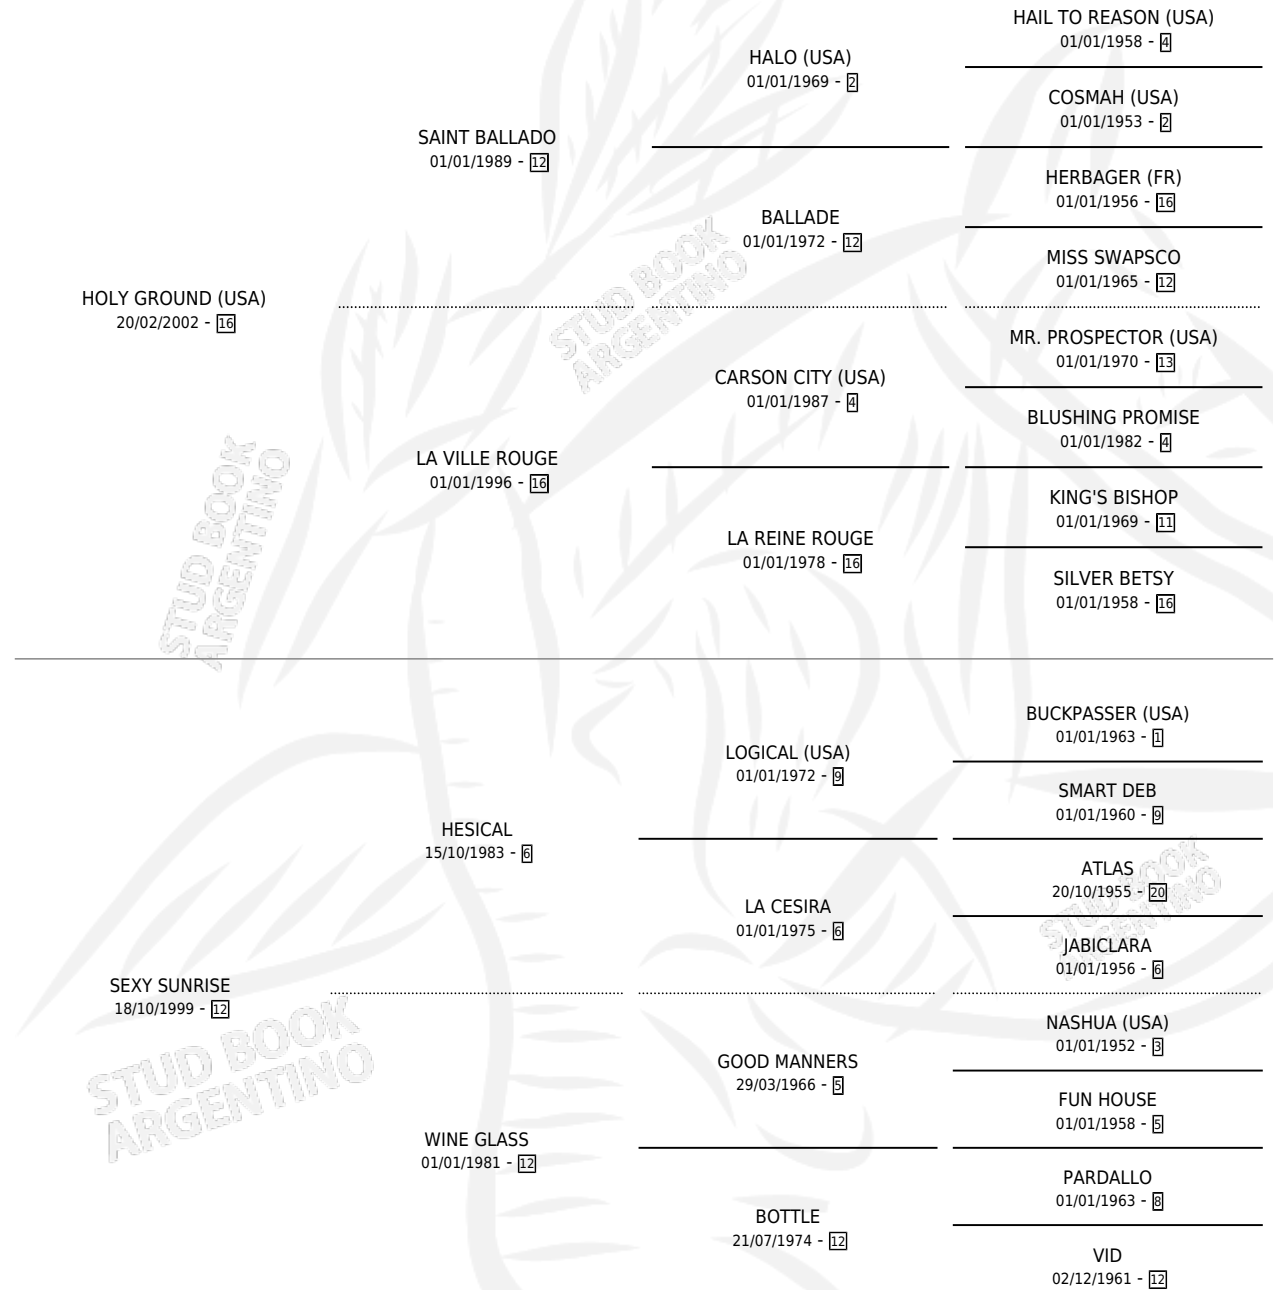 HOLY GROUND (USA)
20/02/2002 - 16
SAINT BALLADO
01/01/1989 - 12
LA VILLE ROUGE
01/01/1996 - 16
HALO (USA)
01/01/1969 - 2
BALLADE
01/01/1972 - 12
CARSON CITY (USA)
01/01/1987 - 4
LA REINE ROUGE
01/01/1978 - 16
HAIL TO REASON (USA)
01/01/1958 - 4
COSMAH (USA)
01/01/1953 - 2
HERBAGER (FR)
01/01/1956 - 16
MISS SWAPSCO
01/01/1965 - 12
MR. PROSPECTOR (USA)
01/01/1970 - 13
BLUSHING PROMISE
01/01/1982 - 4
KING'S BISHOP
01/01/1969 - 11
SILVER BETSY
01/01/1958 - 16
SEXY SUNRISE
18/10/1999 - 12
HESICAL
15/10/1983 - 6
WINE GLASS
01/01/1981 - 12
LOGICAL (USA)
01/01/1972 - 9
LA CESIRA
01/01/1975 - 6
GOOD MANNERS
29/03/1966 - 5
BOTTLE
21/07/1974 - 12
BUCKPASSER (USA)
01/01/1963 - 1
SMART DEB
01/01/1960 - 9
ATLAS
20/10/1955 - 20
JABICLARA
01/01/1956 - 6
NASHUA (USA)
01/01/1952 - 3
FUN HOUSE
01/01/1958 - 5
PARDALLO
01/01/1963 - 8
VID
02/12/1961 - 12
STUD BOOK
ARGENTINO
STUD BOOK
ARGENTINO
STUD BOOK
ARGENTINO
STUD BOOK
ARGENTINO